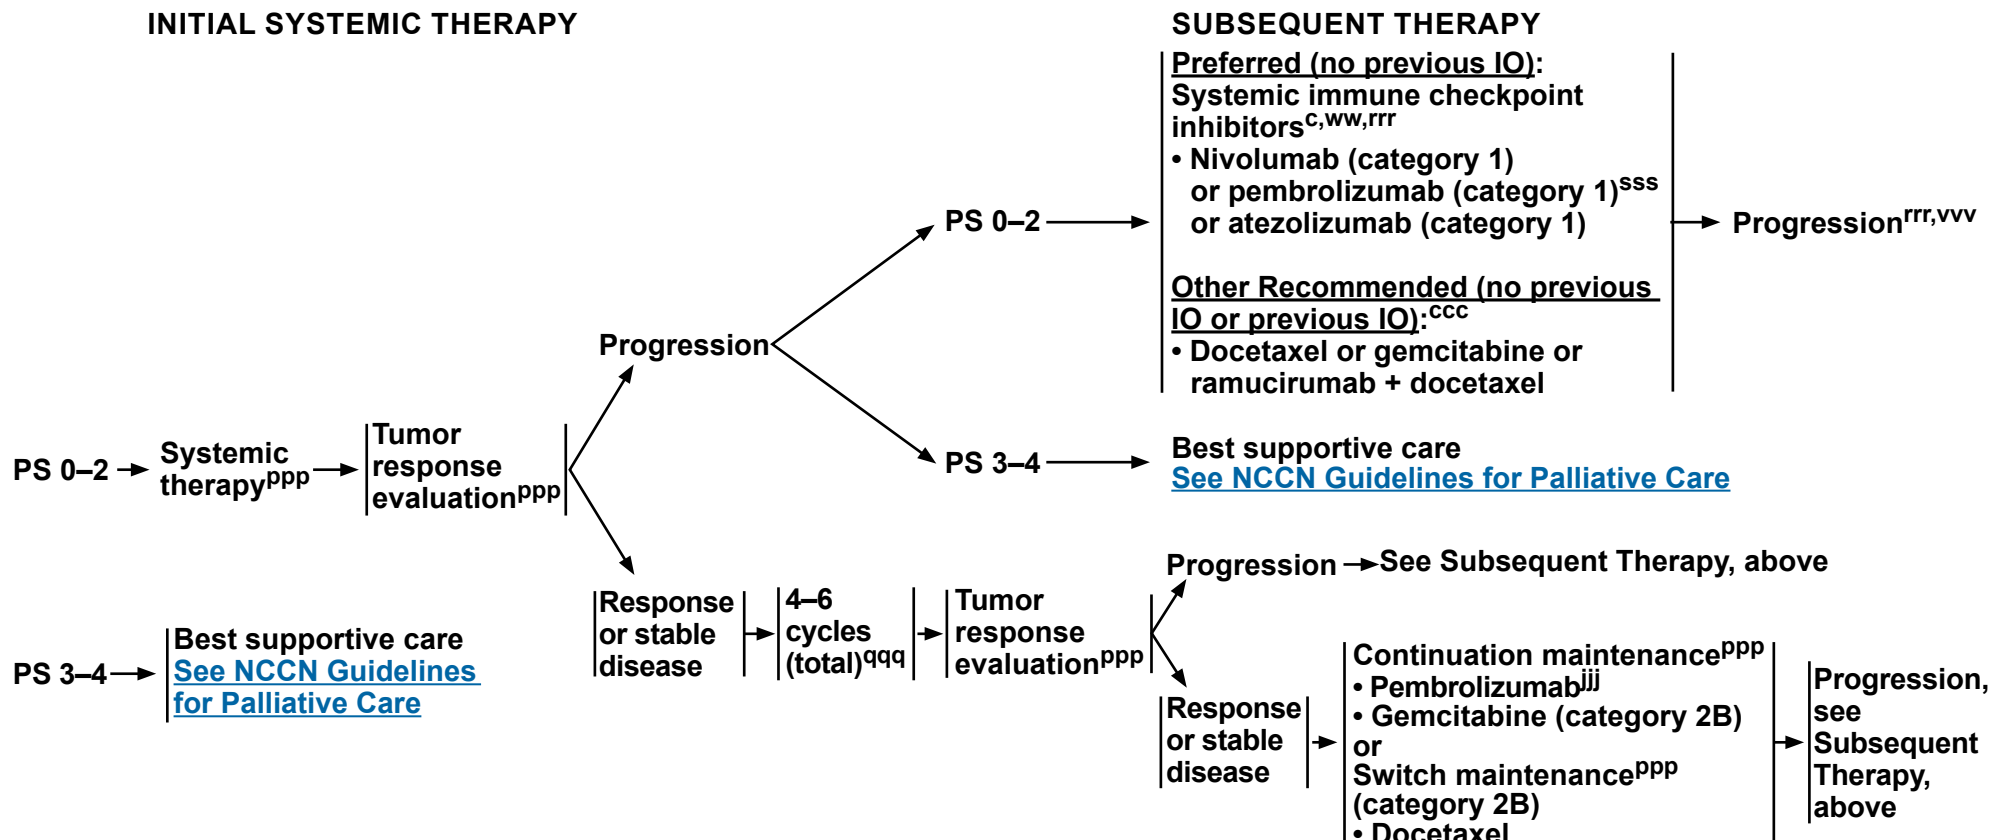 INITIAL SYSTEMIC THERAPY
SUBSEQUENT THERAPY
PS 0–2
Systemic
therapyppp
Tumor
response
evaluationppp
Progression
PS 0–2
Preferred (no previous IO):
Systemic immune checkpoint
inhibitorsc,ww,rrr
• Nivolumab (category 1)
or pembrolizumab (category 1)sss
or atezolizumab (category 1)
Other Recommended (no previous
IO or previous IO):ccc
• Docetaxel or gemcitabine or
ramucirumab + docetaxel
Progressionrrr,vvv
PS 3–4
Best supportive care
See NCCN Guidelines for Palliative Care
Response
or stable
disease
4–6
cycles
(total)qqq
Tumor
response
evaluationppp
Progression
See Subsequent Therapy, above
Response
or stable
disease
Continuation maintenanceppp
• Pembrolizumabjjj
• Gemcitabine (category 2B)
or
Switch maintenanceppp
(category 2B)
• Docetaxel
Progression,
see
Subsequent
Therapy,
above
PS 3–4
Best supportive care
See NCCN Guidelines
for Palliative Care